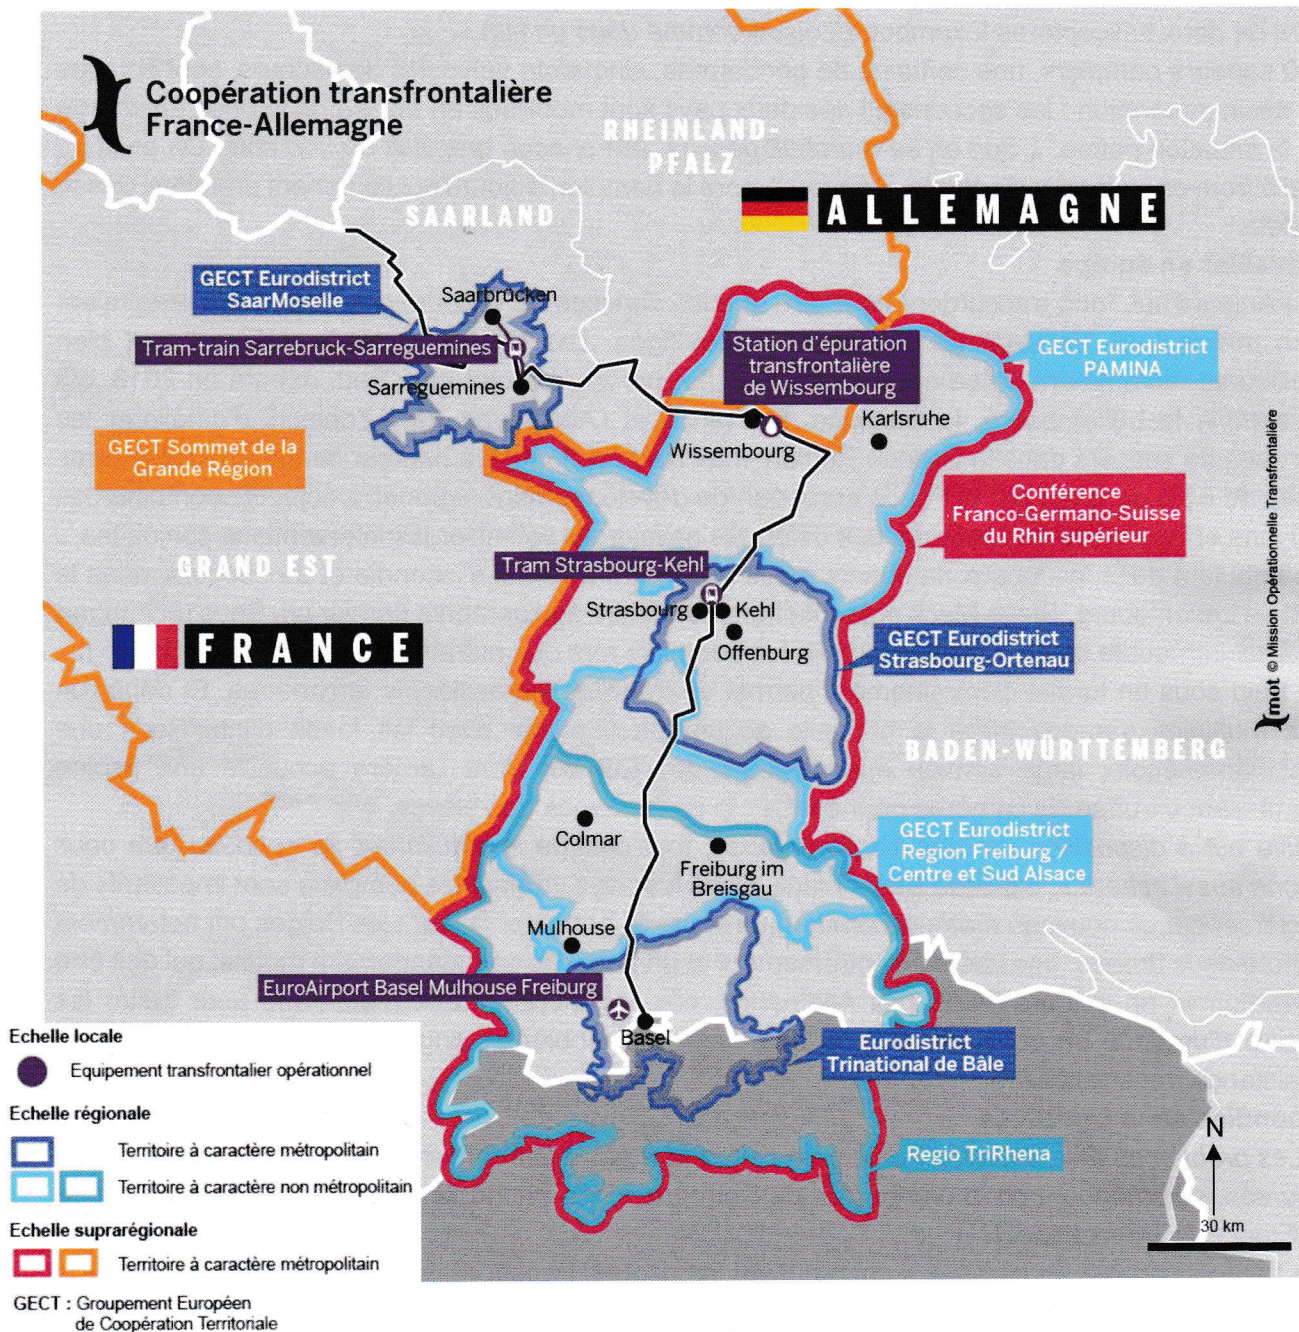 Coopération transfrontalière
France-Allemagne
RHEINLAND-
PFALZ
SAARLAND
ALLEMAGNE
GECT Eurodistrict
SaarMoselle
Saarbrücken
Tram-train Sarrebruck-Sarreguemines
Sarreguemines
Station d'épuration
transfrontalière
de Wissembourg
GECT Eurodistrict
PAMINA
Karlsruhe
Wissembourg
GECT Sommet de la
Grande Région
Conférence
Franco-Germano-Suisse
du Rhin supérieur
GRAND EST
Tram Strasbourg-Kehl
Strasbourg
Kehl
Offenburg
FRANCE
GECT Eurodistrict
Strasbourg-Ortenau
BADEN-WÜRTTEMBERG
mot © Mission Opérationnelle Transfrontalière
Colmar
Freiburg im
Breisgau
GECT Eurodistrict
Region Freiburg /
Centre et Sud Alsace
Mulhouse
EuroAirport Basel Mulhouse Freiburg
Basel
Eurodistrict
Trinational de Bâle
Regio TriRhena
N
30 km
Echelle locale
Equipement transfrontalier opérationnel
Echelle régionale
Territoire à caractère métropolitain
Territoire à caractère non métropolitain
Echelle suprarégionale
Territoire à caractère métropolitain
GECT : Groupement Européen
de Coopération Territoriale